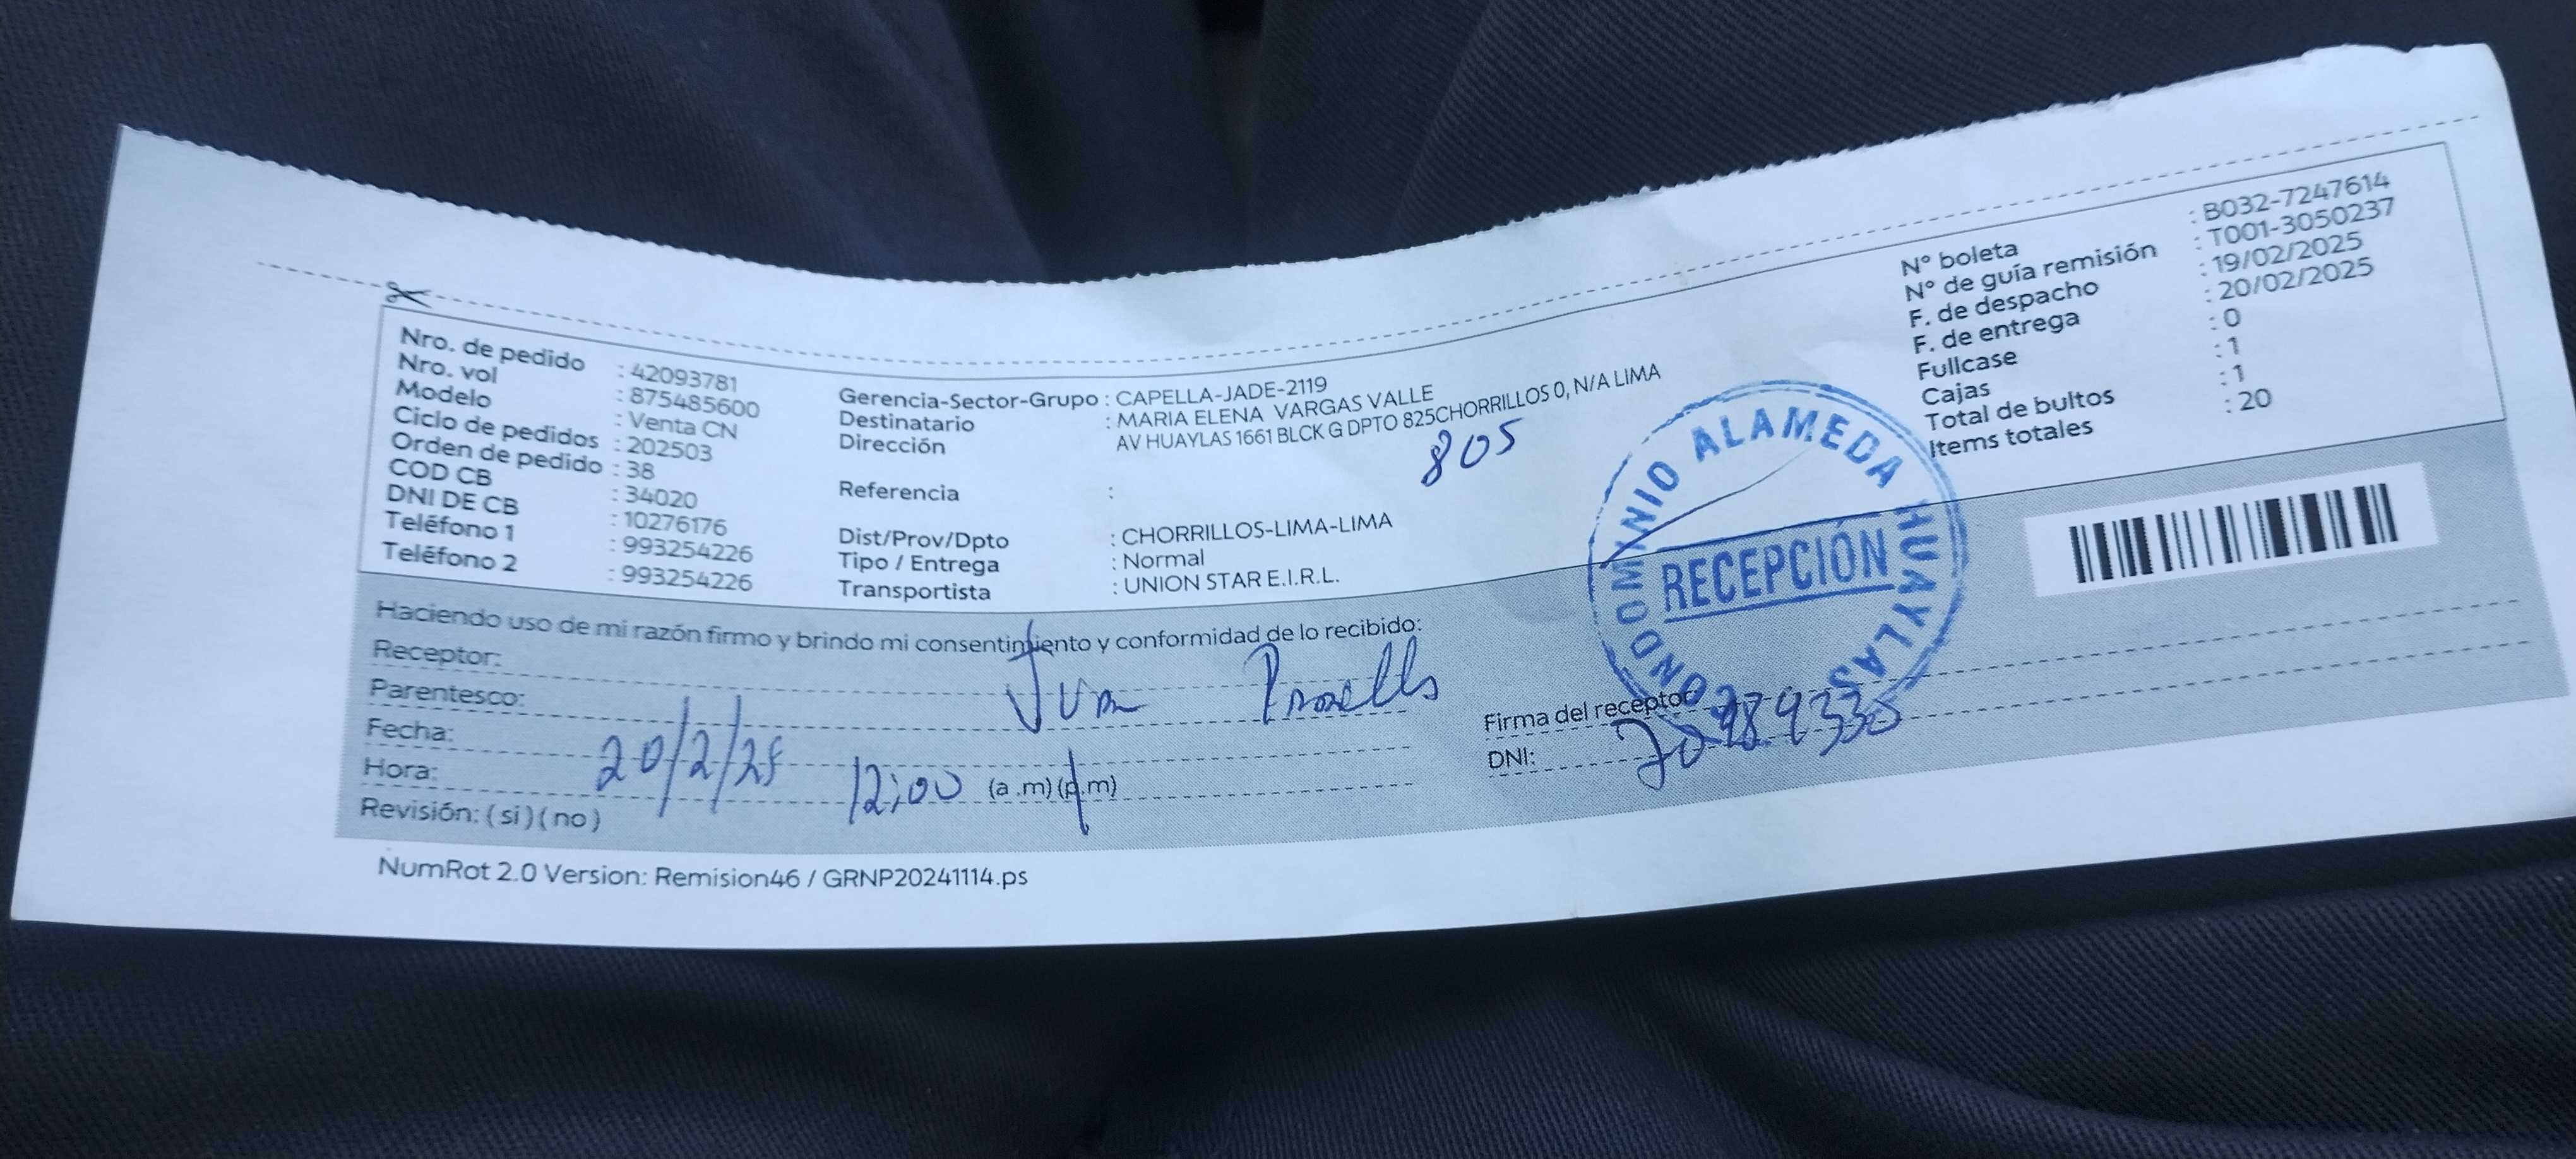 Nro. de pedido : 42093781
Nro. vol : 875485600
Modelo : Venta CN
Ciclo de pedidos : 202503
Orden de pedido : 38
COD CB : 34020
DNI DE CB : 10276176
Teléfono 1 : 993254226
Teléfono 2 : 993254226
Gerencia-Sector-Grupo : CAPELLA-JADE-2119
Destinatario : MARIA ELENA VARGAS VALLE
Dirección AV HUAYLAS 1661 BLCK G DPTO 825CHORRILLOS 0, N/A LIMA
805
Referencia :
Dist/Prov/Dpto : CHORRILLOS-LIMA-LIMA
Tipo / Entrega : Normal
Transportista : UNION STAR E.I.R.L.
N° boleta : B032-7247614
N° de guía remisión : T001-3050237
F. de despacho : 19/02/2025
F. de entrega : 20/02/2025
Fullcase : 0
Cajas : 1
Total de bultos : 1
Items totales : 20
CONDOMINIO ALAMEDA HUAYLAS
RECEPCIÓN
Haciendo uso de mi razón firmo y brindo mi consentimiento y conformidad de lo recibido:
Receptor: Juan
Parentesco:
Fecha: 20/2/25
Hora: 12:00 (a .m) (p.m)
Revisión: ( si ) ( no )
Firma del receptor
DNI:
NumRot 2.0 Version: Remision46 / GRNP20241114.ps